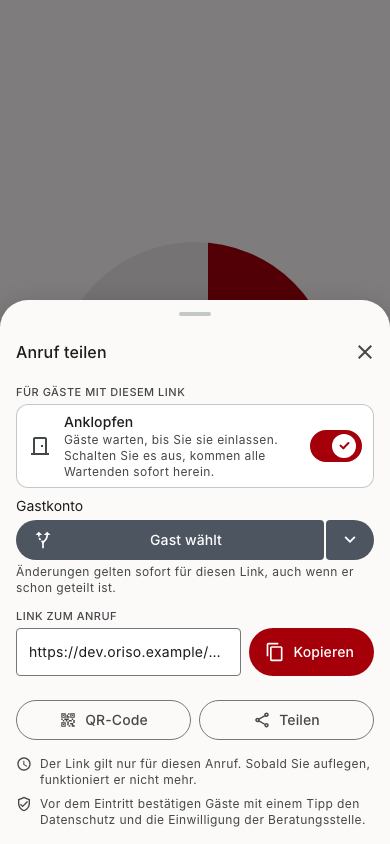 Anruf teilen
FÜR GÄSTE MIT DIESEM LINK
Anklopfen
Gäste warten, bis Sie sie einlassen.
Schalten Sie es aus, kommen alle
Wartenden sofort herein.
Gastkonto
Gast wählt
Änderungen gelten sofort für diesen Link, auch wenn er
schon geteilt ist.
LINK ZUM ANRUF
https://dev.oriso.example/...
Kopieren
QR-Code
Teilen
Der Link gilt nur für diesen Anruf. Sobald Sie auflegen,
funktioniert er nicht mehr.
Vor dem Eintritt bestätigen Gäste mit einem Tipp den
Datenschutz und die Einwilligung der Beratungsstelle.